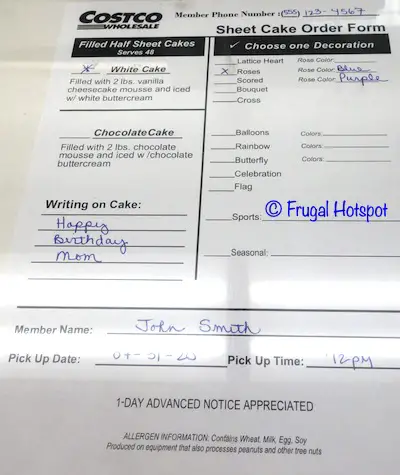 COSTCO
WHOLESALE
Member Phone Number :(555) 123-4567
Sheet Cake Order Form
Filled Half Sheet Cakes
Serves 48
✓ Choose one Decoration
X White Cake
Filled with 2 lbs. vanilla
cheesecake mousse and iced
w/ white buttercream
Chocolate Cake
Filled with 2 lbs. chocolate
mousse and iced w/chocolate
buttercream
Writing on Cake:
Happy
Birthday
Mom
Lattice Heart Rose Color:
X Roses Rose Color: Blue
Scored Rose Color: Purple
Bouquet
Cross
Balloons Colors:
Rainbow Colors:
Butterfly Colors:
Celebration
Flag
Sports:
© Frugal Hotspot
Seasonal:
Member Name: John Smith
Pick Up Date: Pick Up Time: 12pm
1-DAY ADVANCED NOTICE APPRECIATED
ALLERGEN INFORMATION: Contains Wheat, Milk, Egg, Soy
Produced on equipment that also processes peanuts and other tree nuts